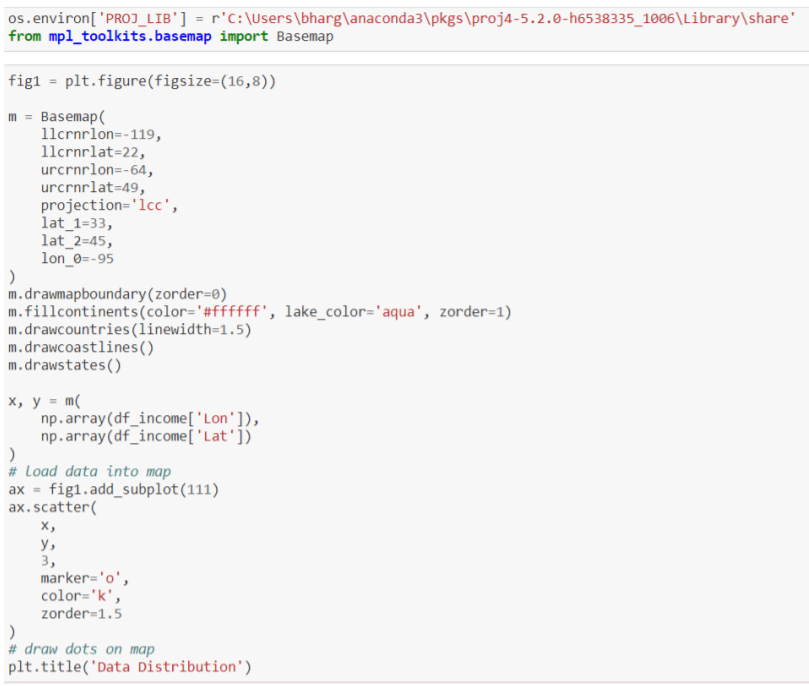 os.environ['PROJ_LIB'] = r'C:\Users\bharg\anaconda3\pkgs\proj4-5.2.0-h6538335_1006\Library\share'
from mpl_toolkits.basemap import Basemap
fig1 = plt.figure(figsize=(16,8))
m = Basemap(
    llcrnrlon=-119,
    llcrnrlat=22,
    urcrnrlon=-64,
    urcrnrlat=49,
    projection='lcc',
    lat_1=33,
    lat_2=45,
    lon_0=-95
)
m.drawmapboundary(zorder=0)
m.fillcontinents(color='#ffffff', lake_color='aqua', zorder=1)
m.drawcountries(linewidth=1.5)
m.drawcoastlines()
m.drawstates()
x, y = m(
    np.array(df_income['Lon']),
    np.array(df_income['Lat'])
)
# load data into map
ax = fig1.add_subplot(111)
ax.scatter(
    x,
    y,
    3,
    marker='o',
    color='k',
    zorder=1.5
)
# draw dots on map
plt.title('Data Distribution')